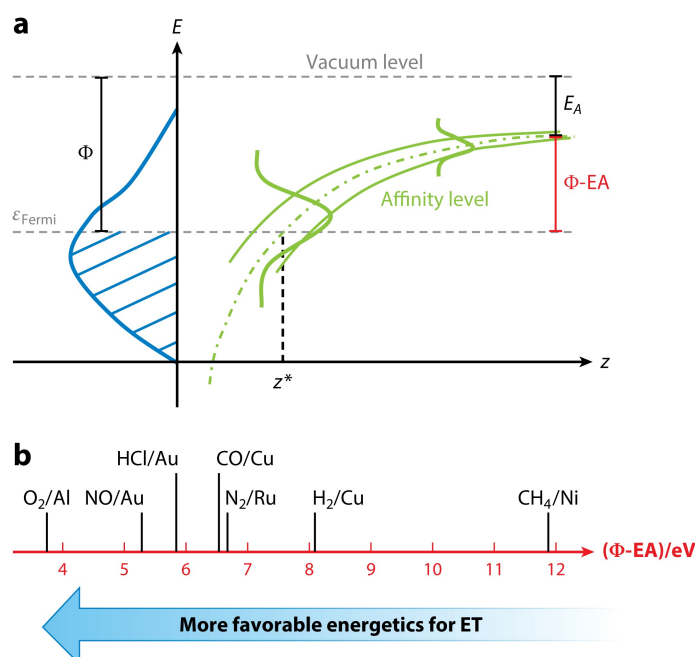 a
E
Vacuum level
E_A
Φ
Φ-EA
Affinity level
ε_Fermi
z*
z
b
HCl/Au CO/Cu
O₂/Al NO/Au N₂/Ru H₂/Cu CH₄/Ni
(Φ-EA)/eV
4 5 6 7 8 9 10 11 12
More favorable energetics for ET